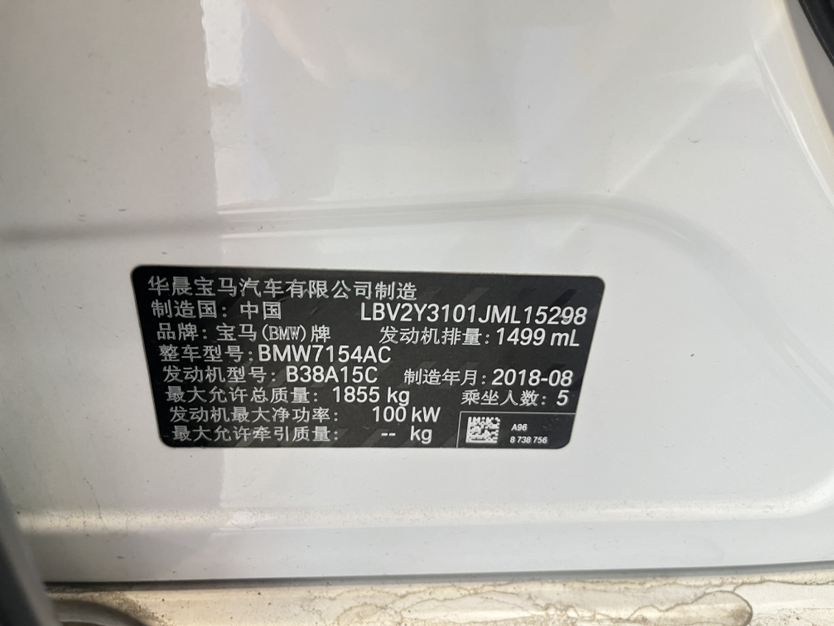 华晨宝马汽车有限公司制造
制造国: 中国 LBV2Y3101JML15298
品牌: 宝马(BMW)牌 发动机排量: 1499 mL
整车型号: BMW7154AC
发动机型号: B38A15C 制造年月: 2018-08
最大允许总质量: 1855 kg 乘坐人数: 5
发动机最大净功率: 100 kW
最大允许牵引质量: -- kg
A96
8 738 756